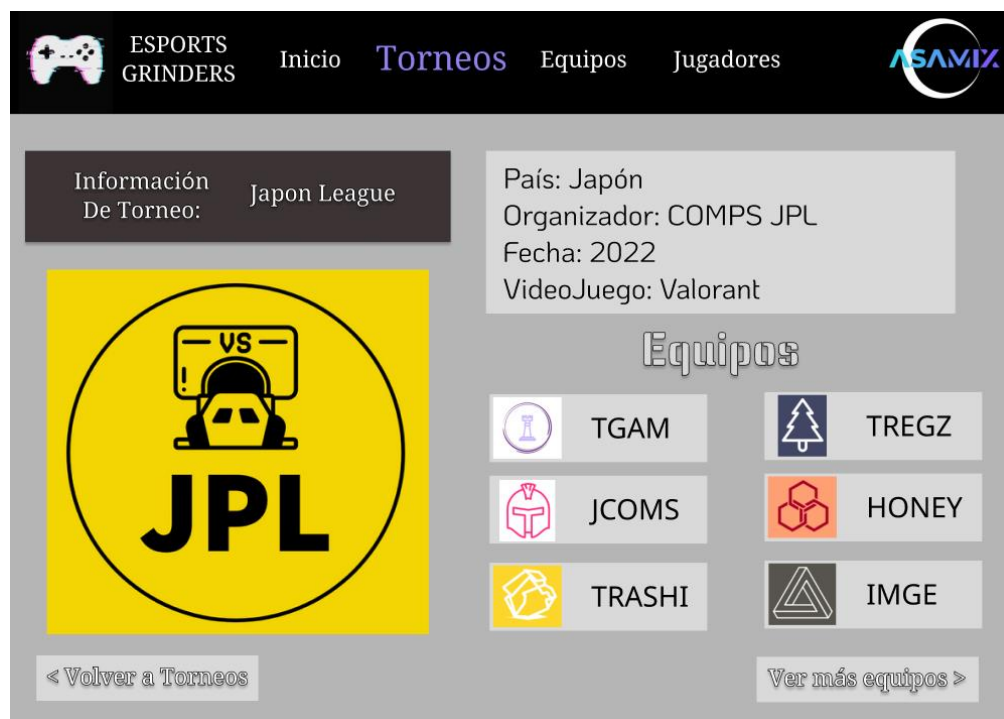 ESPORTS
GRINDERS
Inicio
Torneos
Equipos
Jugadores
ASAMIX
Información
De Torneo:
Japon League
País: Japón
Organizador: COMPS JPL
Fecha: 2022
VideoJuego: Valorant
VS
JPL
Equipos
TGAM
TREGZ
JCOMS
HONEY
TRASHI
IMGE
< Volver a Torneos
Ver más equipos >